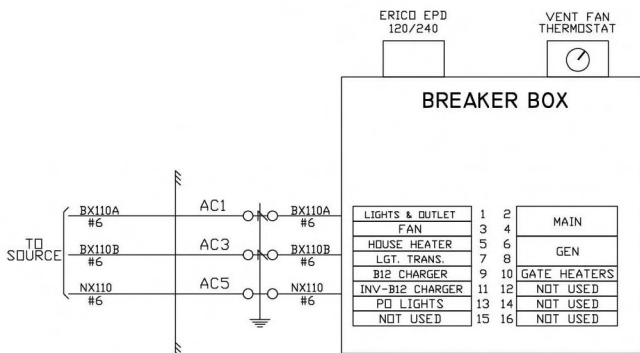 ERICO EPD
120/240
VENT FAN
THERMOSTAT
BREAKER BOX
TO
SOURCE
BX110A
#6
AC1
BX110A
#6
BX110B
#6
AC3
BX110B
#6
NX110
#6
AC5
NX110
#6
LIGHTS & OUTLET 1 2 MAIN
FAN 3 4
HOUSE HEATER 5 6 GEN
LGT. TRANS. 7 8
B12 CHARGER 9 10 GATE HEATERS
INV-B12 CHARGER 11 12 NOT USED
PO LIGHTS 13 14 NOT USED
NOT USED 15 16 NOT USED